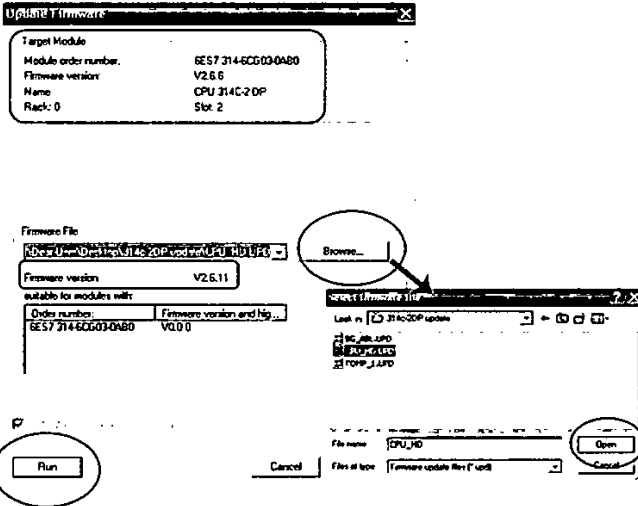 Update Firmware
Target Module
Module order number: 6ES7 314-6CG03-0AB0
Firmware version: V2.6.6
Name CPU 314C-2 DP
Rack: 0 Slot: 2
Firmware File
Browse...
Firmware version V2.6.11
suitable for modules with:
Order number: Firmware version and hig...
6ES7 314-6CG03-0AB0 V0.0.0
Run
Cancel
Select Firmware File
Look in 314c-2DP update
File name CPU_HD
Open
Files of type Firmware update files (*.upd)
Cancel